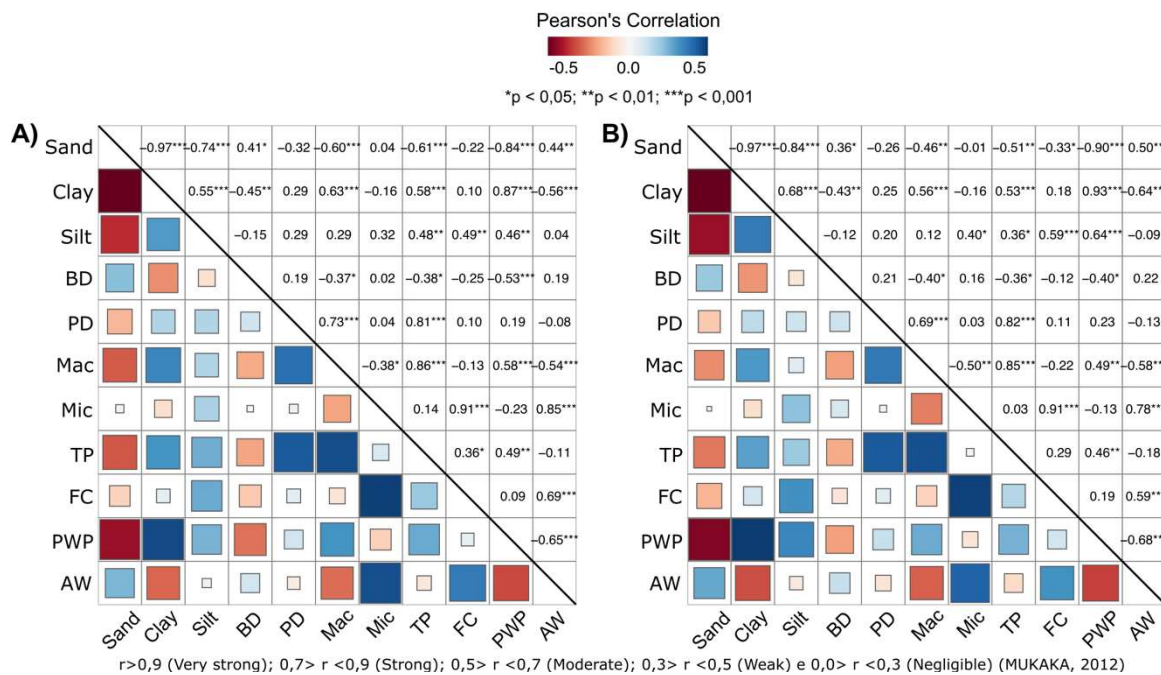 Pearson's Correlation
-0.5 0.0 0.5
*p < 0,05; **p < 0,01; ***p < 0,001
A)
Sand −0.97*** −0.74*** 0.41* −0.32 −0.60*** 0.04 −0.61*** −0.22 −0.84*** 0.44**
Clay 0.55*** −0.45** 0.29 0.63*** −0.16 0.58*** 0.10 0.87*** −0.56***
Silt −0.15 0.29 0.29 0.32 0.48** 0.49** 0.46** 0.04
BD 0.19 −0.37* 0.02 −0.38* −0.25 −0.53*** 0.19
PD 0.73*** 0.04 0.81*** 0.10 0.19 −0.08
Mac −0.38* 0.86*** −0.13 0.58*** −0.54***
Mic 0.14 0.91*** −0.23 0.85***
TP 0.36* 0.49** −0.11
FC 0.09 0.69***
PWP −0.65***
AW
Sand Clay Silt BD PD Mac Mic TP FC PWP AW
B)
Sand −0.97*** −0.84*** 0.36* −0.26 −0.46** −0.01 −0.51** −0.33* −0.90*** 0.50**
Clay 0.68*** −0.43** 0.25 0.56*** −0.16 0.53*** 0.18 0.93*** −0.64**
Silt −0.12 0.20 0.12 0.40* 0.36* 0.59*** 0.64*** −0.09
BD 0.21 −0.40* 0.16 −0.36* −0.12 −0.40* 0.22
PD 0.69*** 0.03 0.82*** 0.11 0.23 −0.13
Mac −0.50** 0.85*** −0.22 0.49** −0.58**
Mic 0.03 0.91*** −0.13 0.78**
TP 0.29 0.46** −0.18
FC 0.19 0.59**
PWP −0.68**
AW
Sand Clay Silt BD PD Mac Mic TP FC PWP AW
r>0,9 (Very strong); 0,7> r <0,9 (Strong); 0,5> r <0,7 (Moderate); 0,3> r <0,5 (Weak) e 0,0> r <0,3 (Negligible) (MUKAKA, 2012)